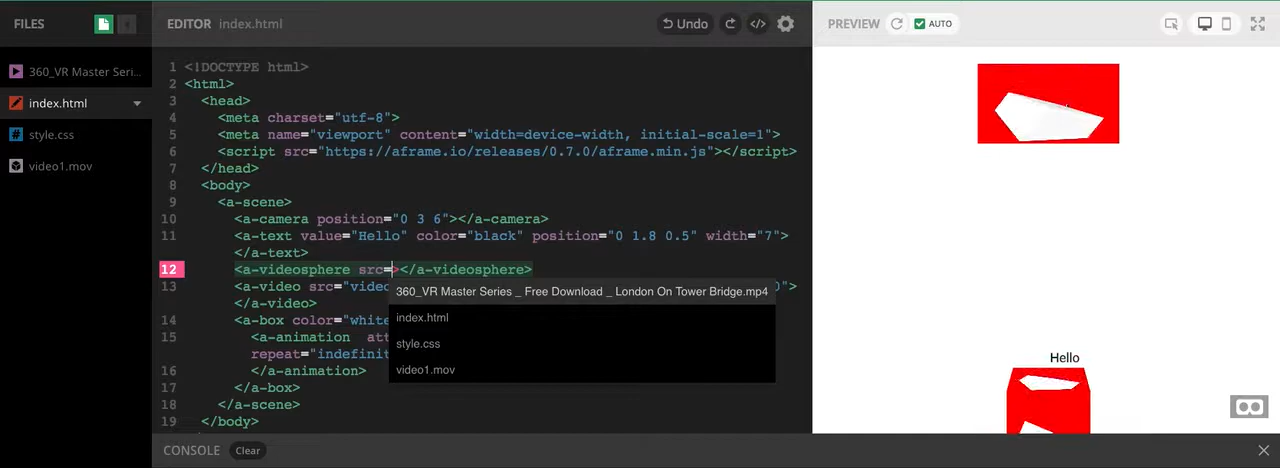 FILES
EDITOR index.html
Undo
PREVIEW
AUTO
360_VR Master Seri...
index.html
style.css
video1.mov
1 <!DOCTYPE html>
2 <html>
3 <head>
4 <meta charset="utf-8">
5 <meta name="viewport" content="width=device-width, initial-scale=1">
6 <script src="https://aframe.io/releases/0.7.0/aframe.min.js"></script>
7 </head>
8 <body>
9 <a-scene>
10 <a-camera position="0 3 6"></a-camera>
11 <a-text value="Hello" color="black" position="0 1.8 0.5" width="7">
</a-text>
12 <a-videosphere src=></a-videosphere>
13 <a-video src="vide 0">
</a-video>
14 <a-box color="white
15 <a-animation att
repeat="indefinit
16 </a-animation>
17 </a-box>
18 </a-scene>
19 </body>
360_VR Master Series _ Free Download _ London On Tower Bridge.mp4
index.html
style.css
video1.mov
Hello
CONSOLE
Clear